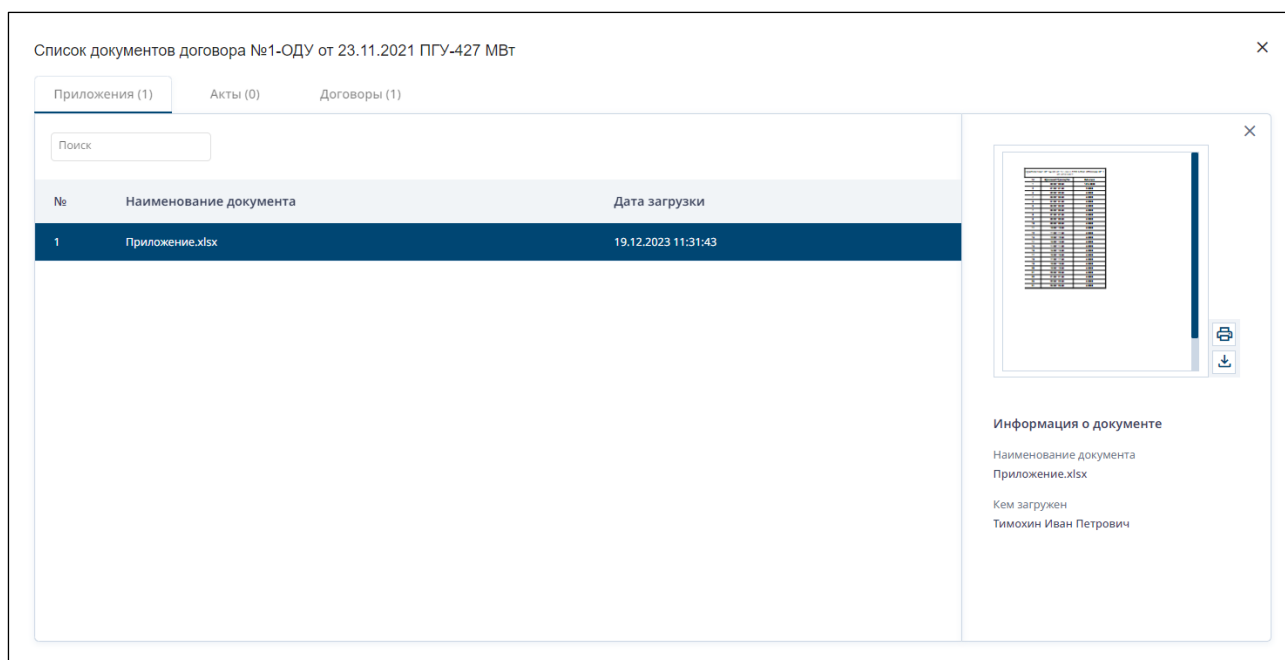 Список документов договора №1-ОДУ от 23.11.2021 ПГУ-427 МВт
Приложения (1) Акты (0) Договоры (1)
Поиск
№ Наименование документа Дата загрузки
1 Приложение.xlsx 19.12.2023 11:31:43
Информация о документе
Наименование документа
Приложение.xlsx
Кем загружен
Тимохин Иван Петрович